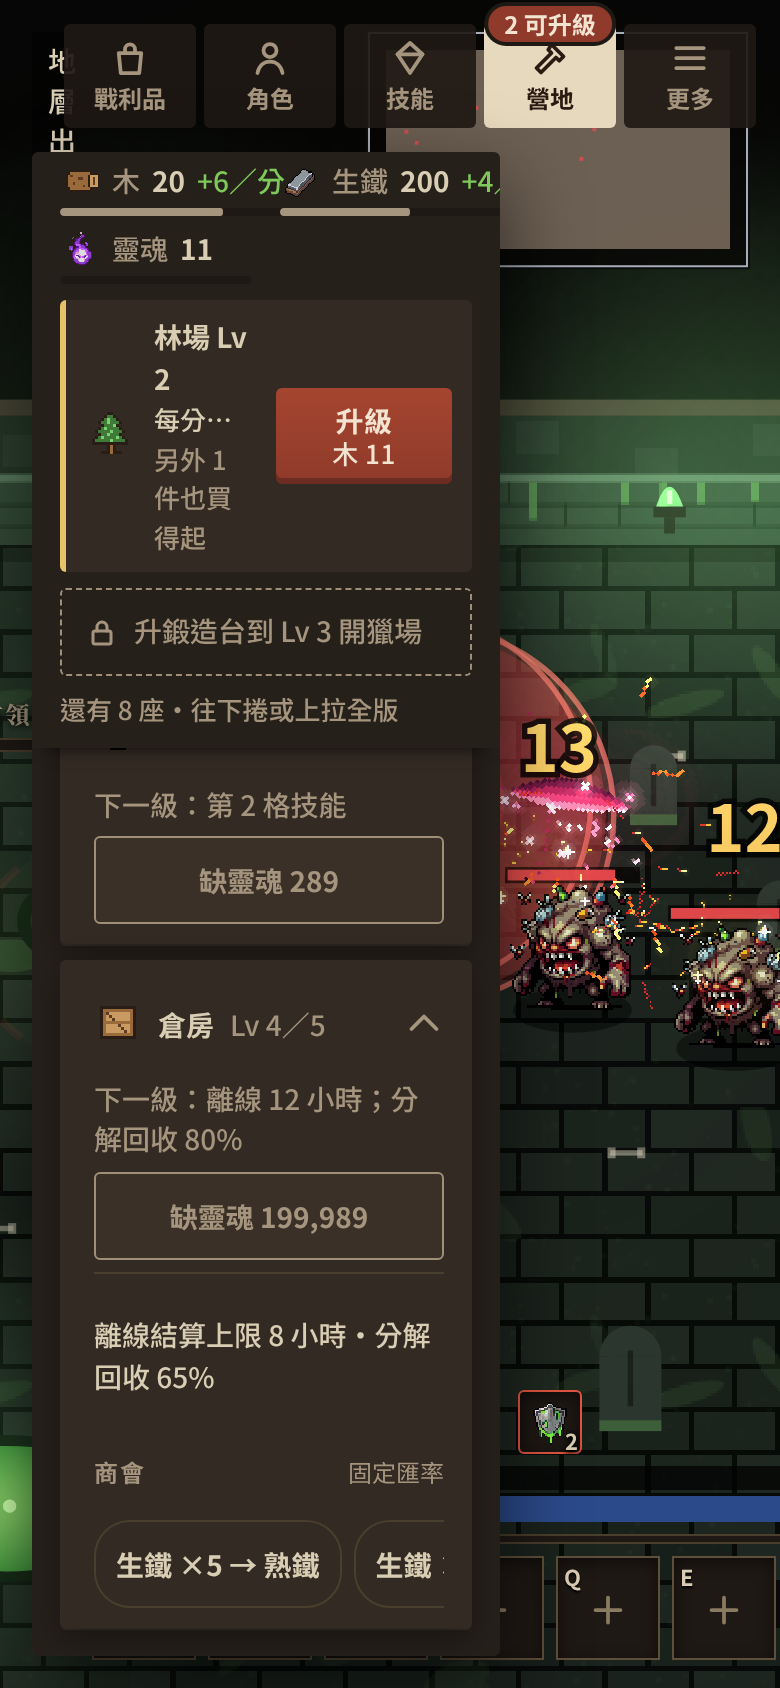 2 可升級
戰利品
角色
技能
營地
更多
地
層
出
木 20 +6／分
生鐵 200 +4
靈魂 11
林場 Lv
2
每分⋯
另外 1
件也買
得起
升級
木 11
升鍛造台到 Lv 3 開獵場
還有 8 座・往下捲或上拉全版
領
13
12
下一級：第 2 格技能
缺靈魂 289
倉房 Lv 4／5
下一級：離線 12 小時；分
解回收 80%
缺靈魂 199,989
離線結算上限 8 小時・分解
回收 65%
商會 固定匯率
生鐵 ×5 → 熟鐵
生鐵
2
Q
E